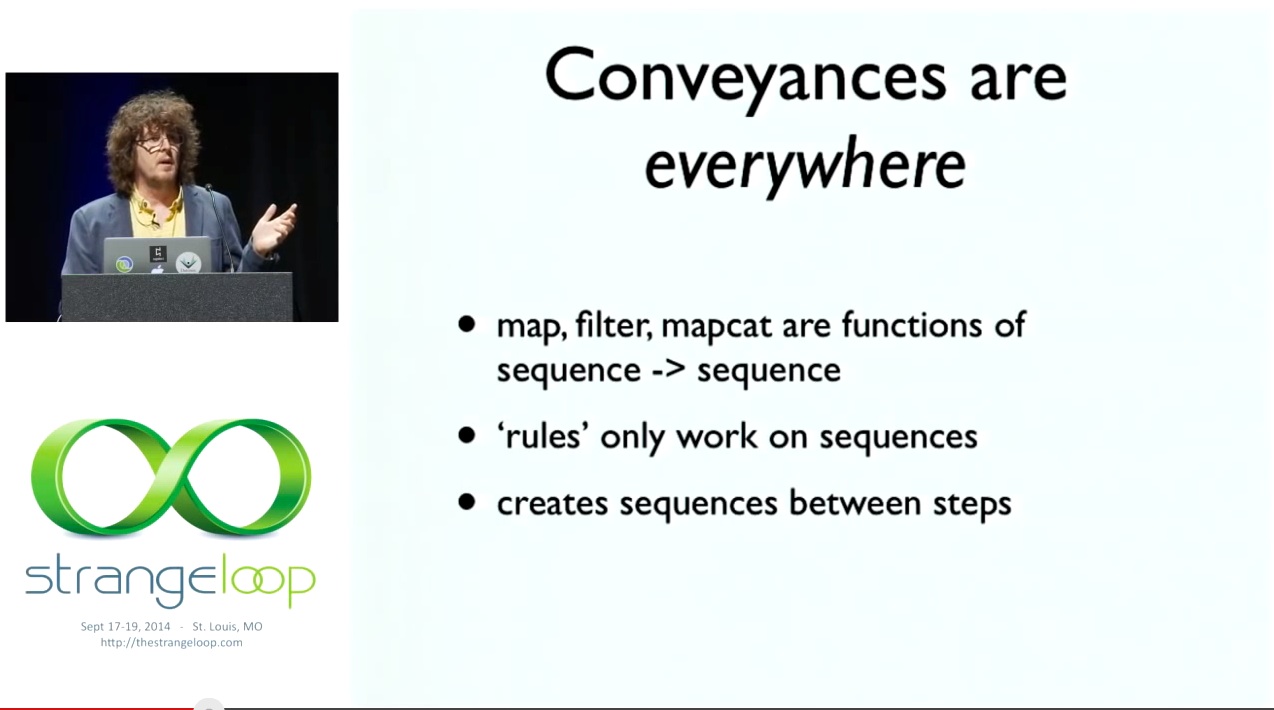 Conveyances are
everywhere
• map, filter, mapcat are functions of
sequence -> sequence
• ‘rules’ only work on sequences
• creates sequences between steps
strangeloop
Sept 17-19, 2014 - St. Louis, MO
http://thestrangeloop.com